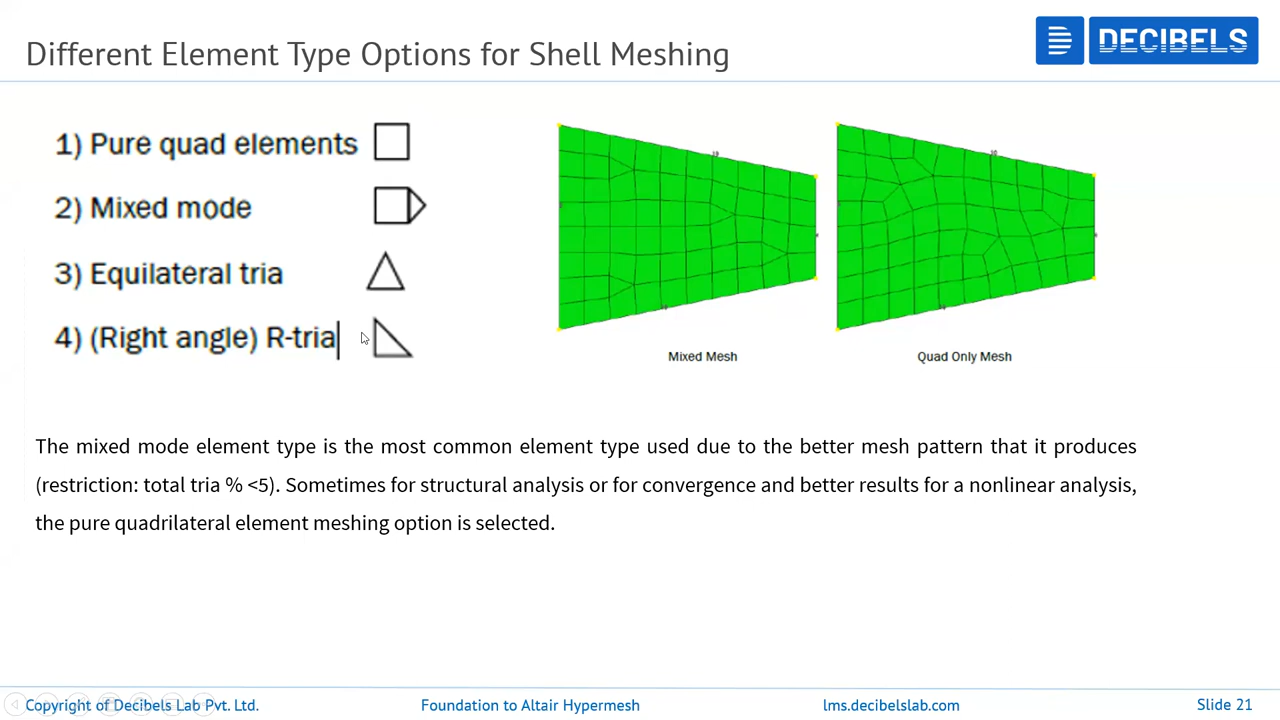 Different Element Type Options for Shell Meshing
DECIBELS
1) Pure quad elements
2) Mixed mode
3) Equilateral tria
4) (Right angle) R-tria
Mixed Mesh
Quad Only Mesh
The mixed mode element type is the most common element type used due to the better mesh pattern that it produces
(restriction: total tria % <5). Sometimes for structural analysis or for convergence and better results for a nonlinear analysis,
the pure quadrilateral element meshing option is selected.
Copyright of Decibels Lab Pvt. Ltd.
Foundation to Altair Hypermesh
lms.decibelslab.com
Slide 21